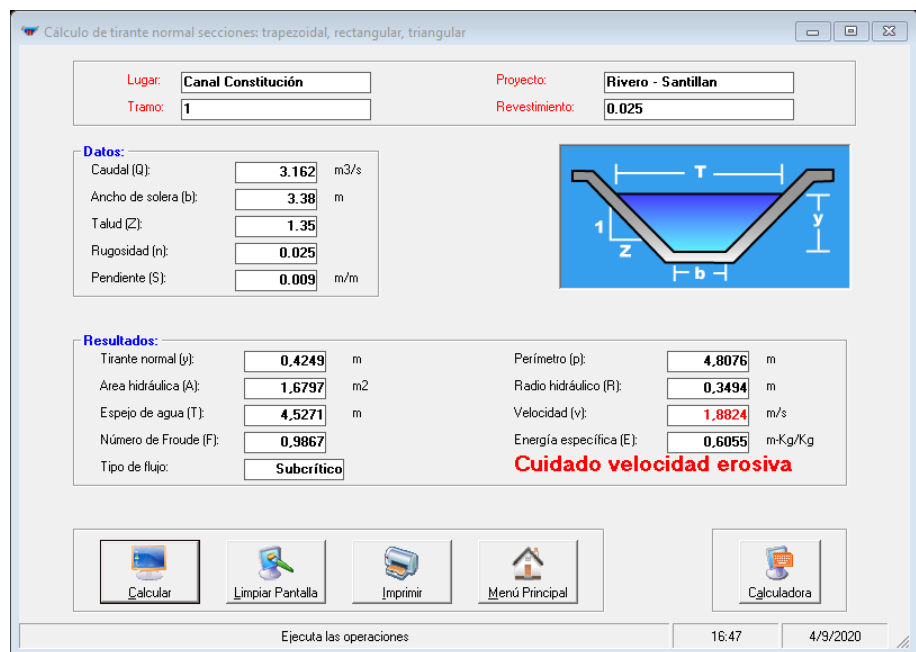 Cálculo de tirante normal secciones: trapezoidal, rectangular, triangular
Lugar: Canal Constitución Proyecto: Rivero - Santillan
Tramo: 1 Revestimiento: 0.025
Datos:
Caudal (Q): 3.162 m3/s
Ancho de solera (b): 3.38 m
Talud (Z): 1.35
Rugosidad (n): 0.025
Pendiente (S): 0.009 m/m
T
y
1
Z
b
Resultados:
Tirante normal (y): 0,4249 m Perímetro (p): 4,8076 m
Area hidráulica (A): 1,6797 m2 Radio hidráulico (R): 0,3494 m
Espejo de agua (T): 4,5271 m Velocidad (v): 1,8824 m/s
Número de Froude (F): 0,9867 Energía específica (E): 0,6055 m-Kg/Kg
Tipo de flujo: Subcrítico Cuidado velocidad erosiva
Calcular Limpiar Pantalla Imprimir Menú Principal Calculadora
Ejecuta las operaciones 16:47 4/9/2020